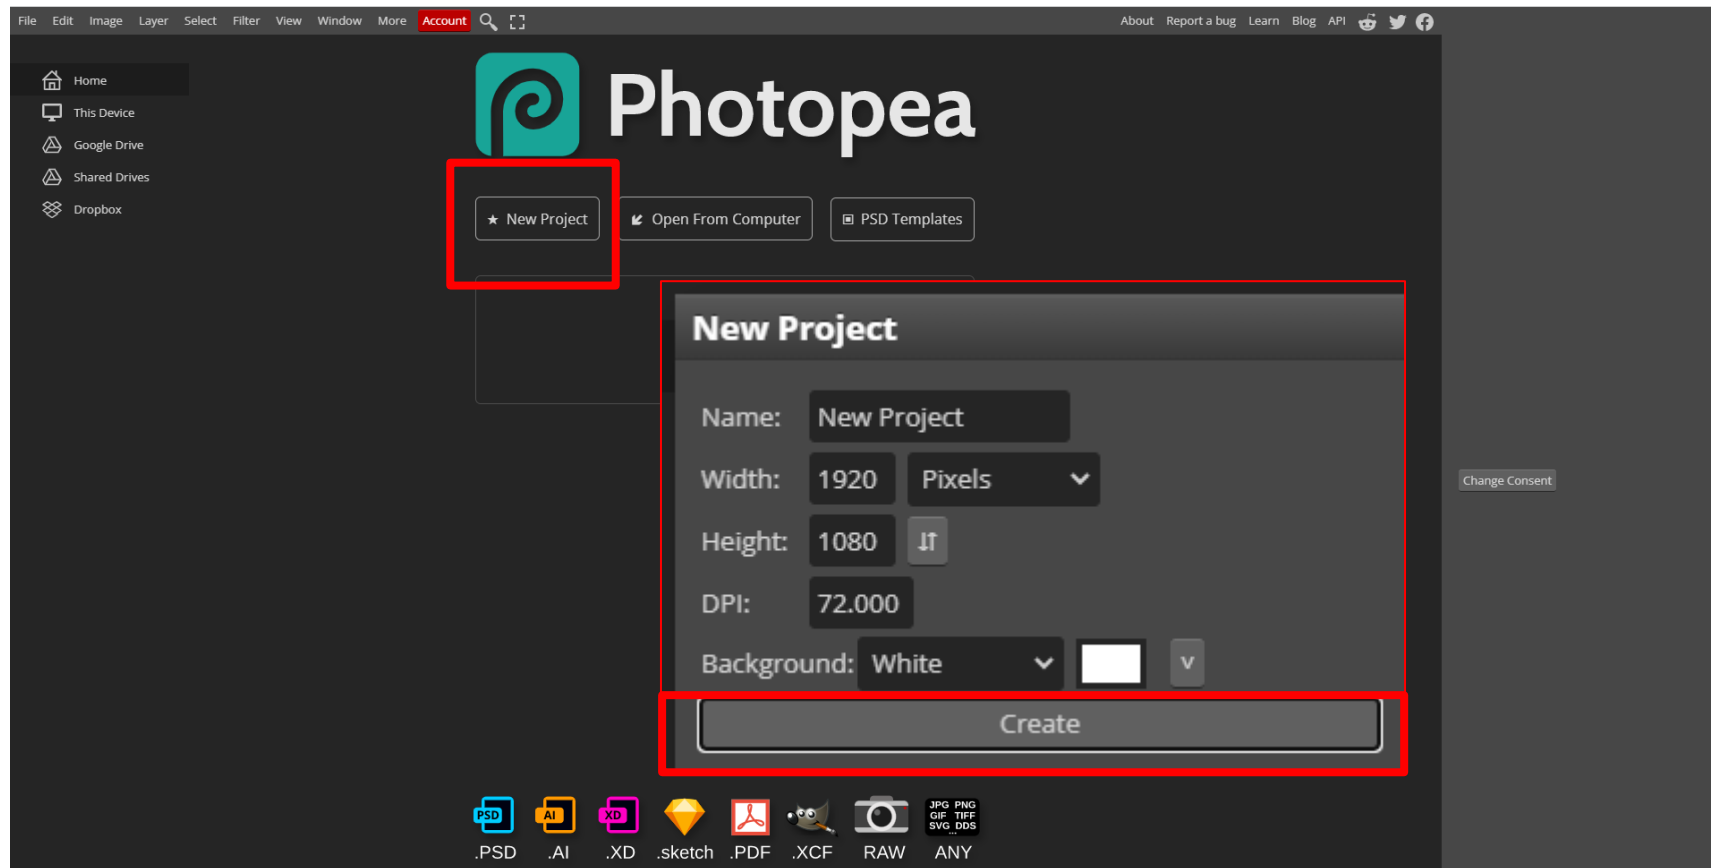 File Edit Image Layer Select Filter View Window More Account About Report a bug Learn Blog API
Home
This Device
Google Drive
Shared Drives
Dropbox
Photopea
New Project Open From Computer PSD Templates
New Project
Name: New Project
Width: 1920 Pixels
Height: 1080
DPI: 72.000
Background: White v
Create
Change Consent
PSD AI XD JPG PNG
GIF TIFF
SVG DDS
...
.PSD .AI .XD .sketch .PDF .XCF RAW ANY